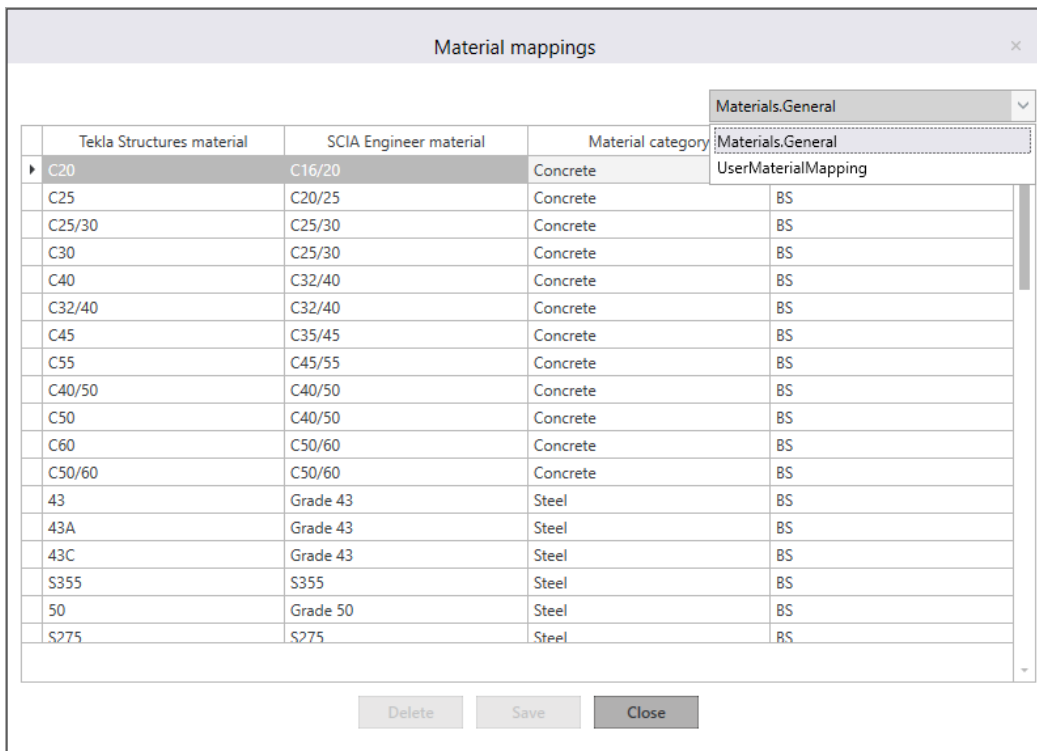 Material mappings
Materials.General
Tekla Structures material SCIA Engineer material Material category Materials.General
UserMaterialMapping
C20 C16/20 Concrete
C25 C20/25 Concrete BS
C25/30 C25/30 Concrete BS
C30 C25/30 Concrete BS
C40 C32/40 Concrete BS
C32/40 C32/40 Concrete BS
C45 C35/45 Concrete BS
C55 C45/55 Concrete BS
C40/50 C40/50 Concrete BS
C50 C40/50 Concrete BS
C60 C50/60 Concrete BS
C50/60 C50/60 Concrete BS
43 Grade 43 Steel BS
43A Grade 43 Steel BS
43C Grade 43 Steel BS
S355 S355 Steel BS
50 Grade 50 Steel BS
S275 S275 Steel BS
Delete Save Close